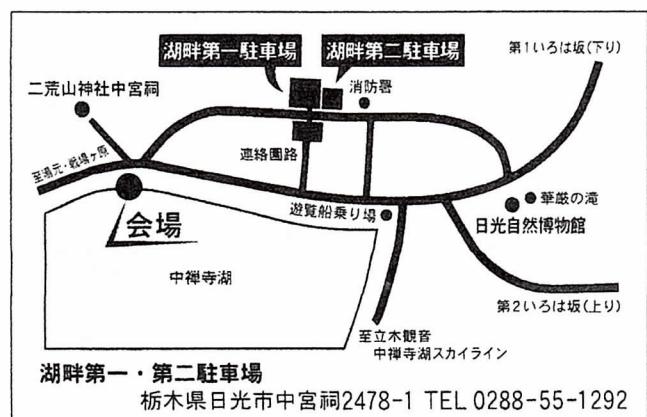 湖畔第一駐車場
湖畔第二駐車場
第1いろは坂(下り)
二荒山神社中宮祠
消防署
連絡園路
至湯元・戦場ヶ原
華厳の滝
遊覧船乗り場
日光自然博物館
会場
中禅寺湖
第2いろは坂(上り)
至立木観音
中禅寺湖スカイライン
湖畔第一・第二駐車場
栃木県日光市中宮祠2478-1 TEL 0288-55-1292